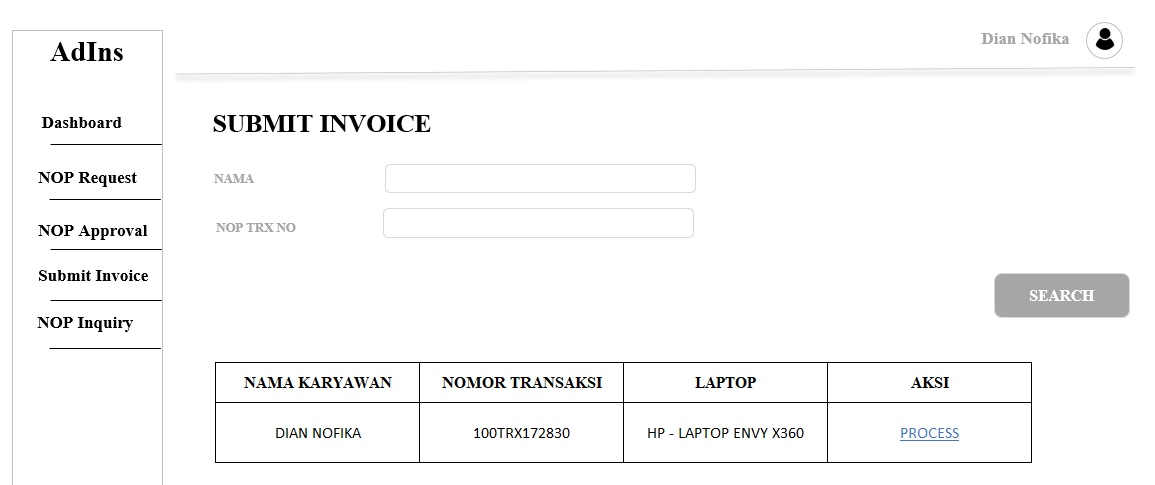 AdIns
Dian Nofika
Dashboard
NOP Request
NOP Approval
Submit Invoice
NOP Inquiry
SUBMIT INVOICE
NAMA
NOP TRX NO
SEARCH
NAMA KARYAWAN NOMOR TRANSAKSI LAPTOP AKSI
DIAN NOFIKA 100TRX172830 HP - LAPTOP ENVY X360 PROCESS